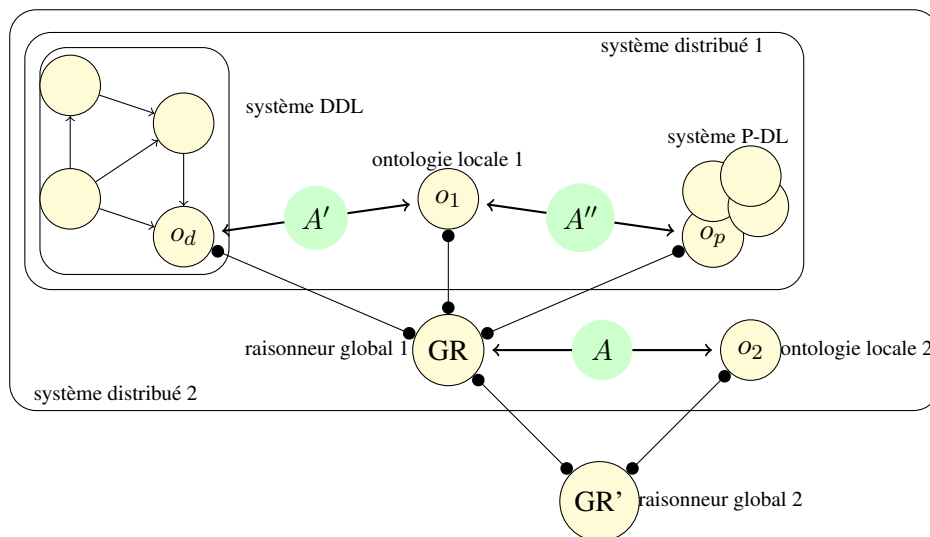 système distribué 1
système DDL
système P-DL
ontologie locale 1
o1
A′
A″
od
op
raisonneur global 1
GR
A
o2
ontologie locale 2
système distribué 2
GR’
raisonneur global 2